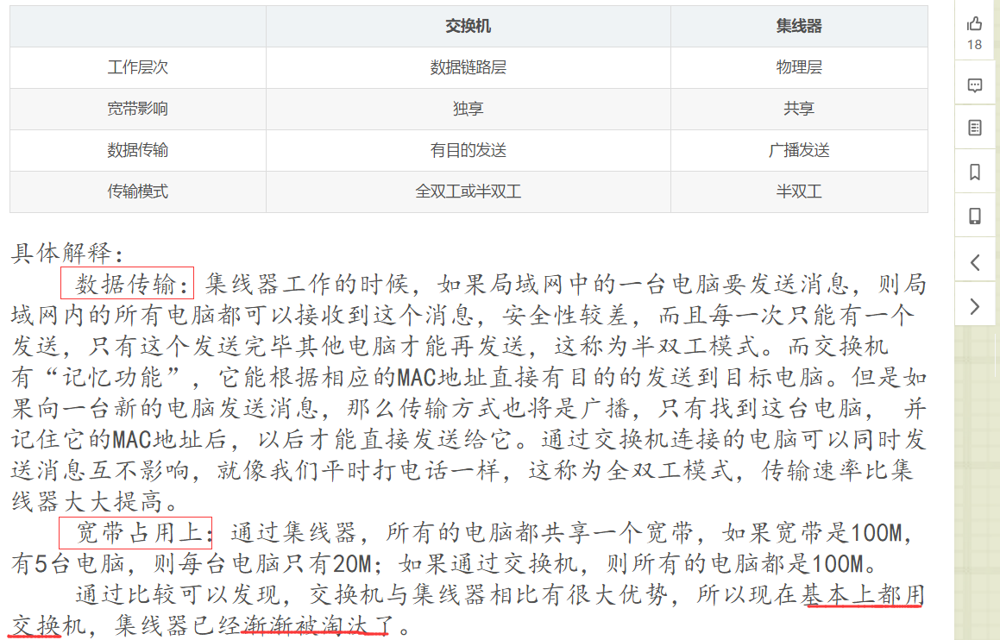 交换机 集线器
工作层次 数据链路层 物理层
宽带影响 独享 共享
数据传输 有目的发送 广播发送
传输模式 全双工或半双工 半双工
18
具体解释：
数据传输：集线器工作的时候，如果局域网中的一台电脑要发送消息，则局
域网内的所有电脑都可以接收到这个消息，安全性较差，而且每一次只能有一个
发送，只有这个发送完毕其他电脑才能再发送，这称为半双工模式。而交换机
有“记忆功能”，它能根据相应的MAC地址直接有目的的发送到目标电脑。但是如
果向一台新的电脑发送消息，那么传输方式也将是广播，只有找到这台电脑， 并
记住它的MAC地址后，以后才能直接发送给它。通过交换机连接的电脑可以同时发
送消息互不影响，就像我们平时打电话一样，这称为全双工模式，传输速率比集
线器大大提高。
宽带占用上：通过集线器，所有的电脑都共享一个宽带，如果宽带是100M，
有5台电脑，则每台电脑只有20M；如果通过交换机，则所有的电脑都是100M。
通过比较可以发现，交换机与集线器相比有很大优势，所以现在基本上都用
交换机，集线器已经渐渐被淘汰了。